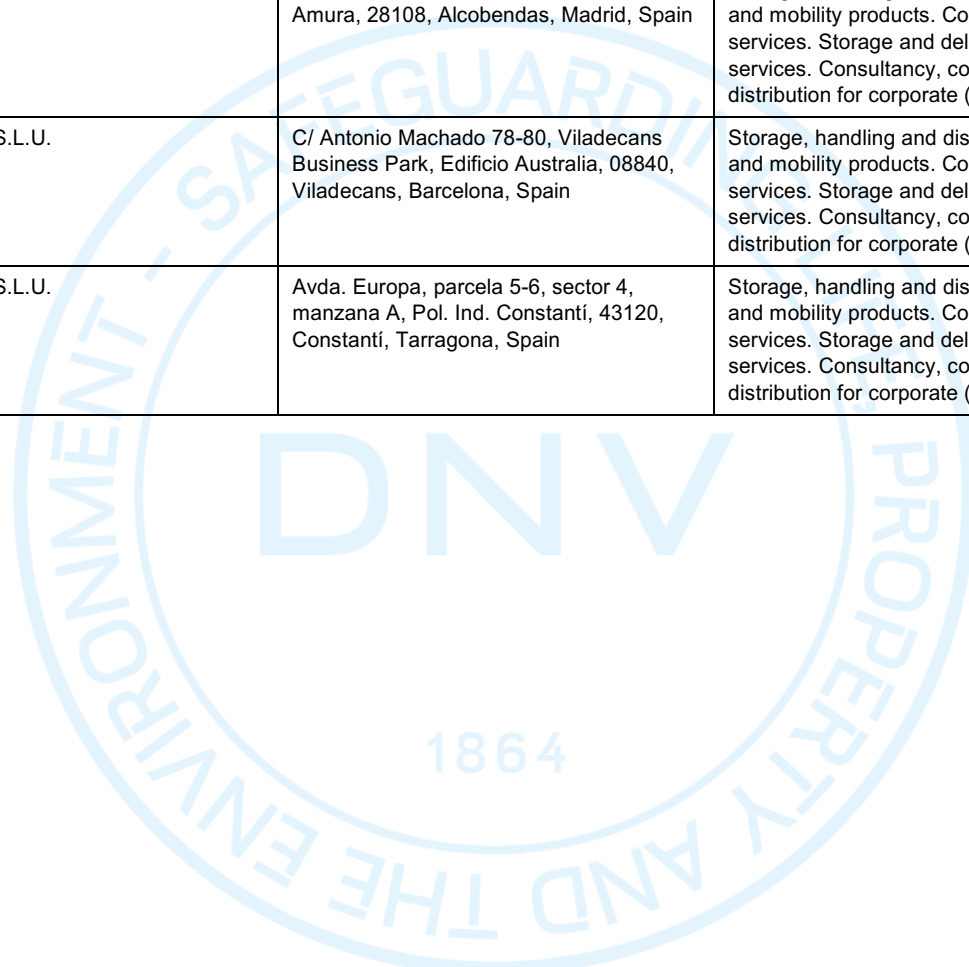 Amura, 28108, Alcobendas, Madrid, Spain
and mobility products. Co
services. Storage and del
services. Consultancy, co
distribution for corporate (
S.L.U.
C/ Antonio Machado 78-80, Viladecans
Business Park, Edificio Australia, 08840,
Viladecans, Barcelona, Spain
Storage, handling and dis
and mobility products. Co
services. Storage and del
services. Consultancy, co
distribution for corporate (
S.L.U.
Avda. Europa, parcela 5-6, sector 4,
manzana A, Pol. Ind. Constantí, 43120,
Constantí, Tarragona, Spain
Storage, handling and dis
and mobility products. Co
services. Storage and del
services. Consultancy, co
distribution for corporate (
SAFEGUARDING LIFE, PROPERTY AND THE ENVIRONMENT -
DNV
1864